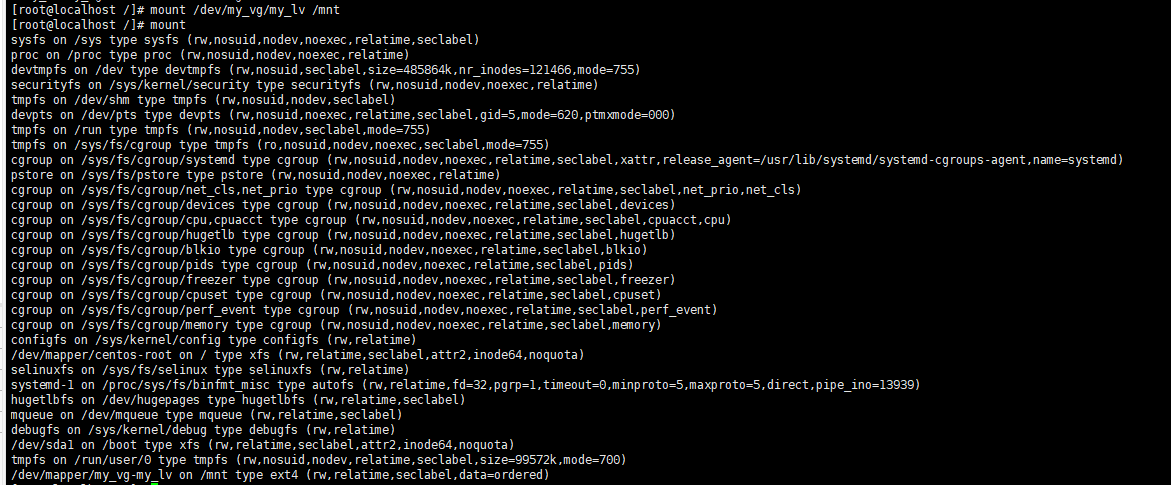 [root@localhost /]# mount /dev/my_vg/my_lv /mnt
[root@localhost /]# mount
sysfs on /sys type sysfs (rw,nosuid,nodev,noexec,relatime,seclabel)
proc on /proc type proc (rw,nosuid,nodev,noexec,relatime)
devtmpfs on /dev type devtmpfs (rw,nosuid,seclabel,size=485864k,nr_inodes=121466,mode=755)
securityfs on /sys/kernel/security type securityfs (rw,nosuid,nodev,noexec,relatime)
tmpfs on /dev/shm type tmpfs (rw,nosuid,nodev,seclabel)
devpts on /dev/pts type devpts (rw,nosuid,noexec,relatime,seclabel,gid=5,mode=620,ptmxmode=000)
tmpfs on /run type tmpfs (rw,nosuid,nodev,seclabel,mode=755)
tmpfs on /sys/fs/cgroup type tmpfs (ro,nosuid,nodev,noexec,seclabel,mode=755)
cgroup on /sys/fs/cgroup/systemd type cgroup (rw,nosuid,nodev,noexec,relatime,seclabel,xattr,release_agent=/usr/lib/systemd/systemd-cgroups-agent,name=systemd)
pstore on /sys/fs/pstore type pstore (rw,nosuid,nodev,noexec,relatime)
cgroup on /sys/fs/cgroup/net_cls,net_prio type cgroup (rw,nosuid,nodev,noexec,relatime,seclabel,net_prio,net_cls)
cgroup on /sys/fs/cgroup/devices type cgroup (rw,nosuid,nodev,noexec,relatime,seclabel,devices)
cgroup on /sys/fs/cgroup/cpu,cpuacct type cgroup (rw,nosuid,nodev,noexec,relatime,seclabel,cpuacct,cpu)
cgroup on /sys/fs/cgroup/hugetlb type cgroup (rw,nosuid,nodev,noexec,relatime,seclabel,hugetlb)
cgroup on /sys/fs/cgroup/blkio type cgroup (rw,nosuid,nodev,noexec,relatime,seclabel,blkio)
cgroup on /sys/fs/cgroup/pids type cgroup (rw,nosuid,nodev,noexec,relatime,seclabel,pids)
cgroup on /sys/fs/cgroup/freezer type cgroup (rw,nosuid,nodev,noexec,relatime,seclabel,freezer)
cgroup on /sys/fs/cgroup/cpuset type cgroup (rw,nosuid,nodev,noexec,relatime,seclabel,cpuset)
cgroup on /sys/fs/cgroup/perf_event type cgroup (rw,nosuid,nodev,noexec,relatime,seclabel,perf_event)
cgroup on /sys/fs/cgroup/memory type cgroup (rw,nosuid,nodev,noexec,relatime,seclabel,memory)
configfs on /sys/kernel/config type configfs (rw,relatime)
/dev/mapper/centos-root on / type xfs (rw,relatime,seclabel,attr2,inode64,noquota)
selinuxfs on /sys/fs/selinux type selinuxfs (rw,relatime)
systemd-1 on /proc/sys/fs/binfmt_misc type autofs (rw,relatime,fd=32,pgrp=1,timeout=0,minproto=5,maxproto=5,direct,pipe_ino=13939)
hugetlbfs on /dev/hugepages type hugetlbfs (rw,relatime,seclabel)
mqueue on /dev/mqueue type mqueue (rw,relatime,seclabel)
debugfs on /sys/kernel/debug type debugfs (rw,relatime)
/dev/sda1 on /boot type xfs (rw,relatime,seclabel,attr2,inode64,noquota)
tmpfs on /run/user/0 type tmpfs (rw,nosuid,nodev,relatime,seclabel,size=99572k,mode=700)
/dev/mapper/my_vg-my_lv on /mnt type ext4 (rw,relatime,seclabel,data=ordered)